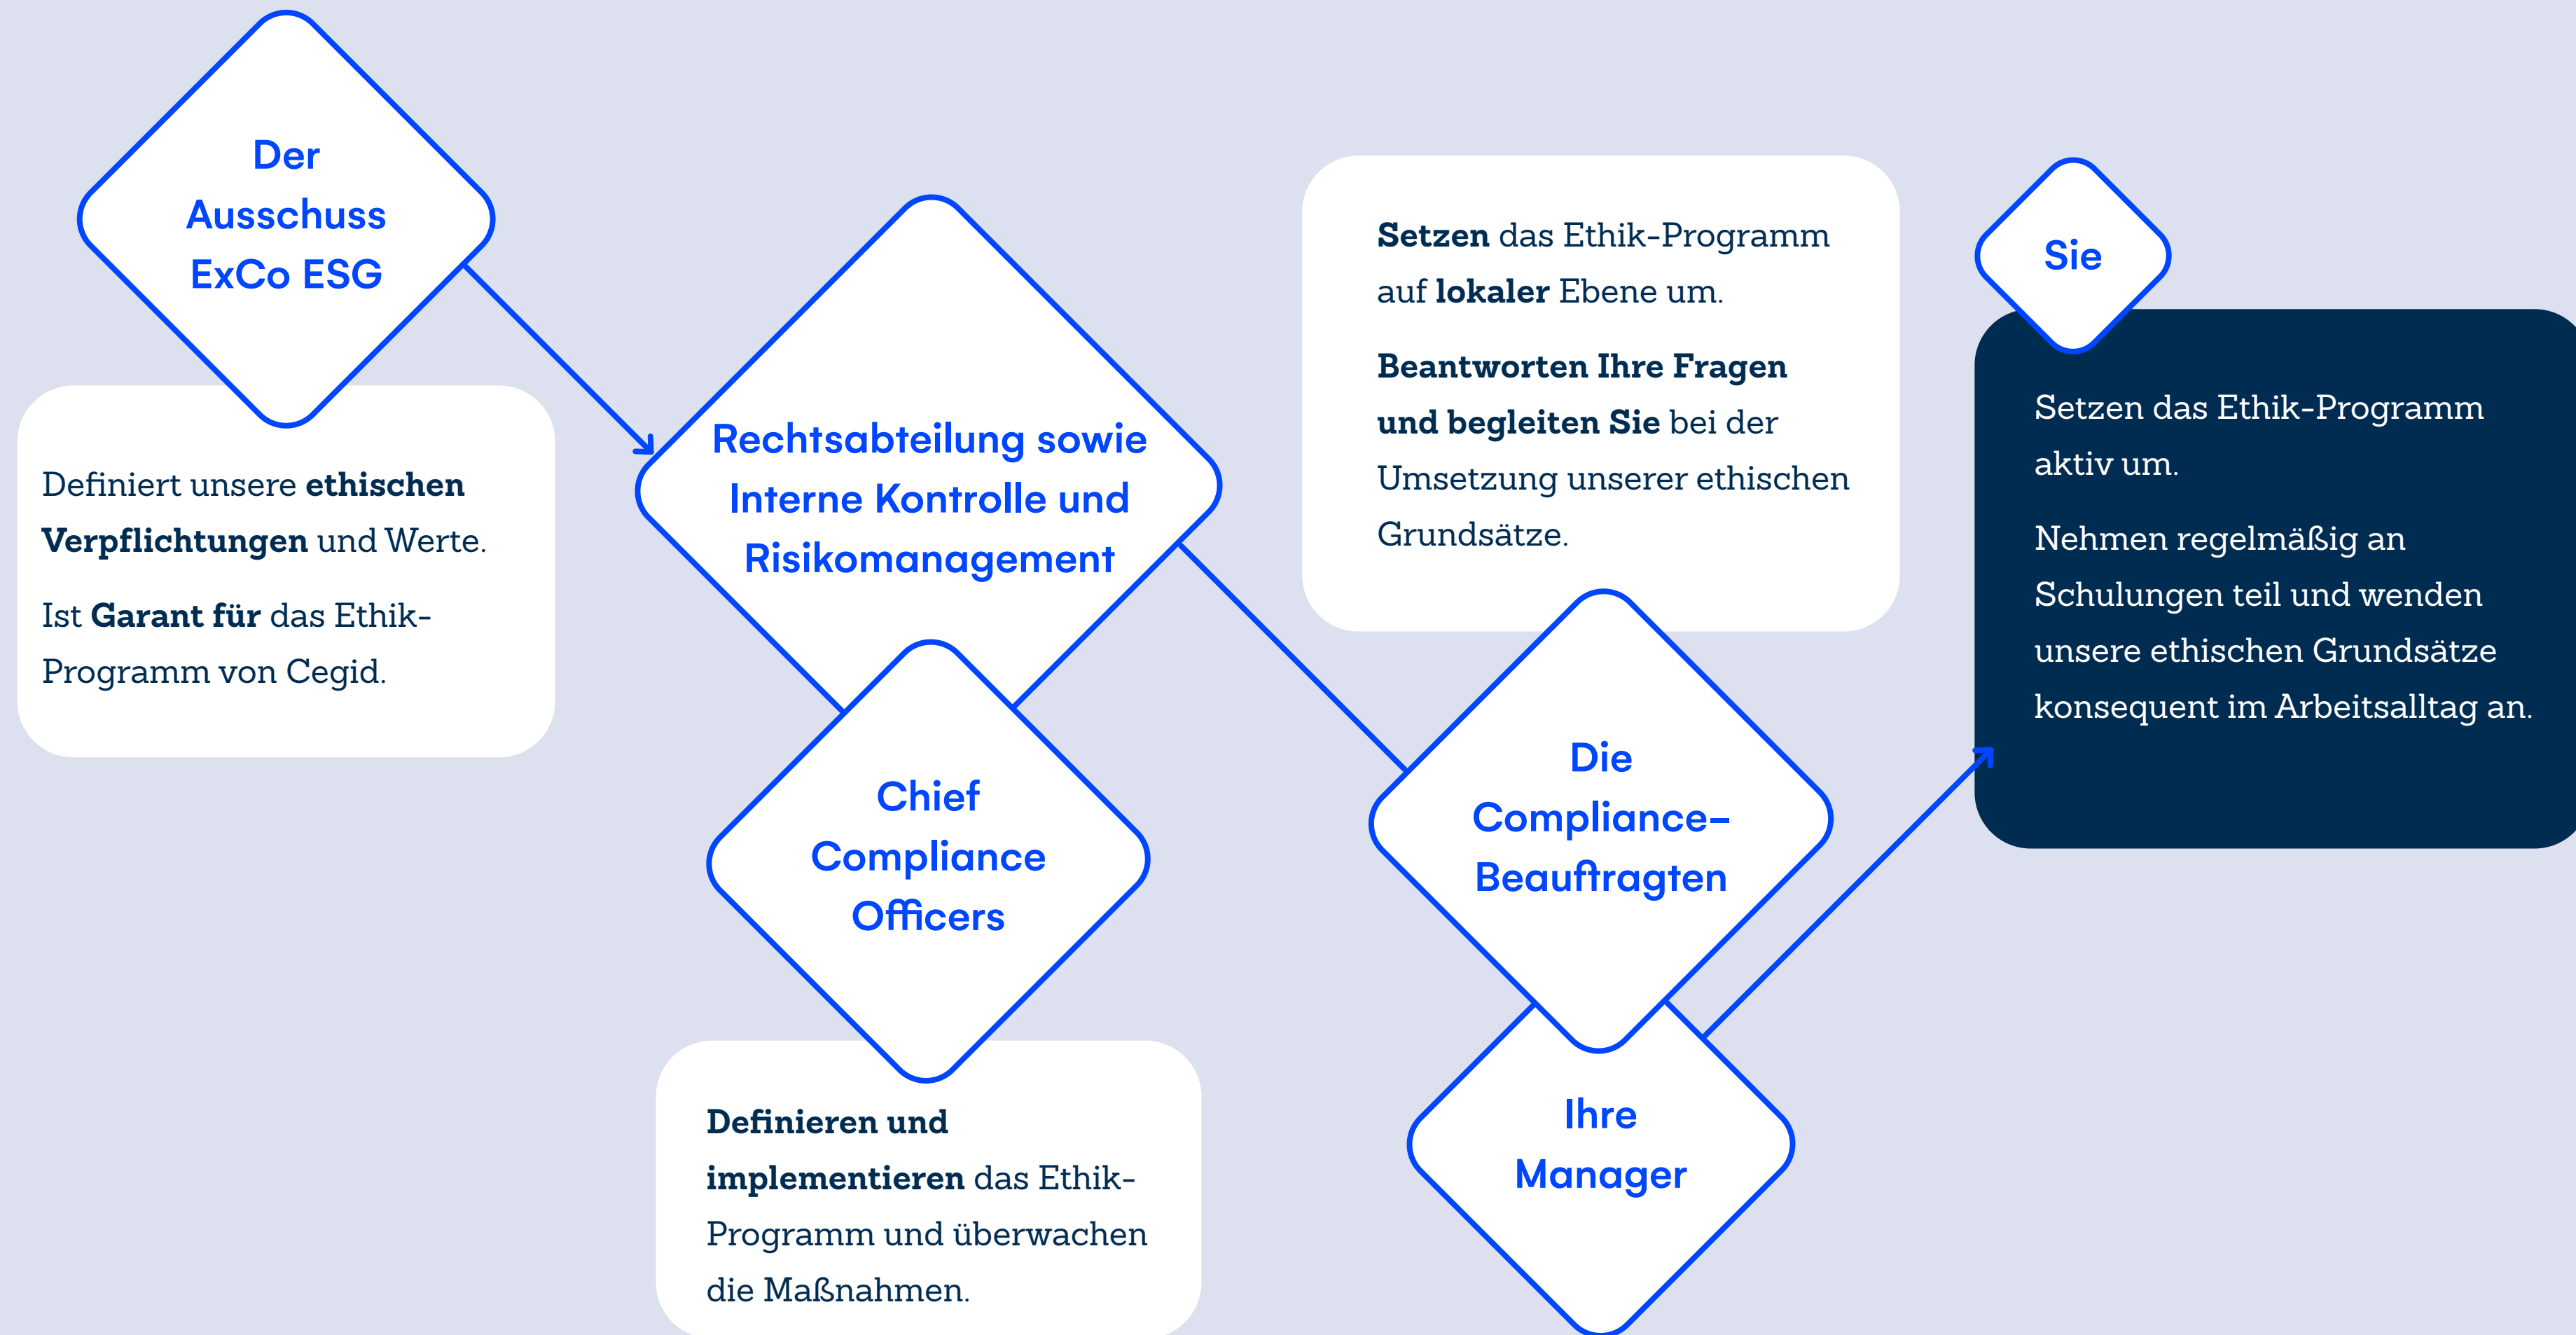 Der
Ausschuss
ExCo ESG
Definiert unsere ethischen
Verpflichtungen und Werte.
Ist Garant für das Ethik-
Programm von Cegid.
Rechtsabteilung sowie
Interne Kontrolle und
Risikomanagement
Chief
Compliance
Officers
Definieren und
implementieren das Ethik-
Programm und überwachen
die Maßnahmen.
Setzen das Ethik-Programm
auf lokaler Ebene um.
Beantworten Ihre Fragen
und begleiten Sie bei der
Umsetzung unserer ethischen
Grundsätze.
Die
Compliance-
Beauftragten
Ihre
Manager
Sie
Setzen das Ethik-Programm
aktiv um.
Nehmen regelmäßig an
Schulungen teil und wenden
unsere ethischen Grundsätze
konsequent im Arbeitsalltag an.